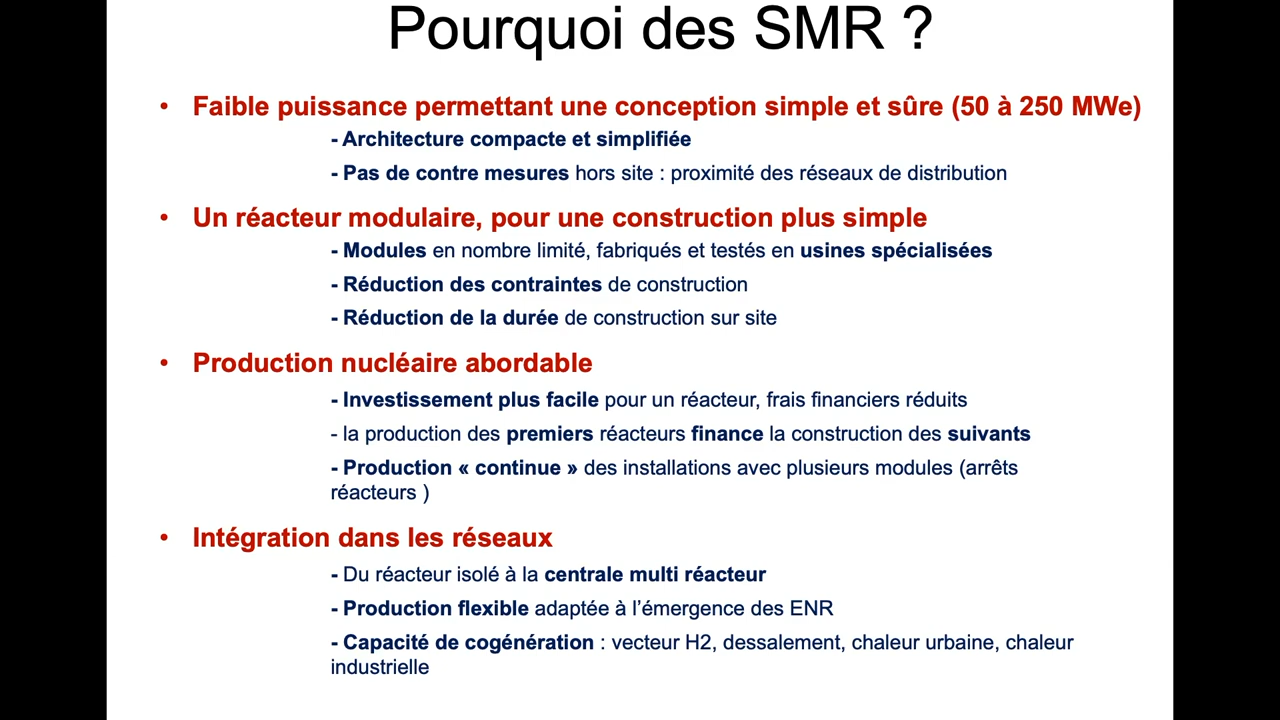 Pourquoi des SMR ?
• Faible puissance permettant une conception simple et sûre (50 à 250 MWe)
- Architecture compacte et simplifiée
- Pas de contre mesures hors site : proximité des réseaux de distribution
• Un réacteur modulaire, pour une construction plus simple
- Modules en nombre limité, fabriqués et testés en usines spécialisées
- Réduction des contraintes de construction
- Réduction de la durée de construction sur site
• Production nucléaire abordable
- Investissement plus facile pour un réacteur, frais financiers réduits
- la production des premiers réacteurs finance la construction des suivants
- Production « continue » des installations avec plusieurs modules (arrêts
réacteurs )
• Intégration dans les réseaux
- Du réacteur isolé à la centrale multi réacteur
- Production flexible adaptée à l’émergence des ENR
- Capacité de cogénération : vecteur H2, dessalement, chaleur urbaine, chaleur
industrielle